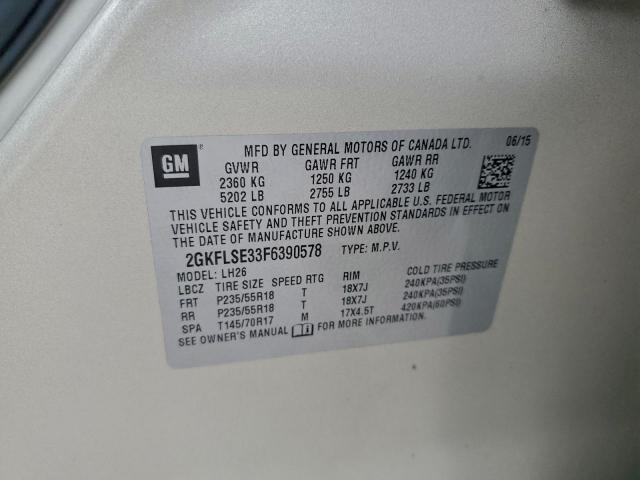 GM
MFD BY GENERAL MOTORS OF CANADA LTD. 06/15
GVWR GAWR FRT GAWR RR
2360 KG 1250 KG 1240 KG
5202 LB 2755 LB 2733 LB
THIS VEHICLE CONFORMS TO ALL APPLICABLE U.S. FEDERAL MOTOR
VEHICLE SAFETY AND THEFT PREVENTION STANDARDS IN EFFECT ON
THE DATE OF MANUFACTURE SHOWN ABOVE.
2GKFLSE33F6390578 TYPE: M.P.V.
MODEL: LH26
LBCZ TIRE SIZE SPEED RTG RIM COLD TIRE PRESSURE
FRT P235/55R18 T 18X7J 240KPA(35PSI)
RR P235/55R18 T 18X7J 240KPA(35PSI)
SPA T145/70R17 M 17X4.5T 420KPA(60PSI)
SEE OWNER'S MANUAL FOR MORE INFORMATION.